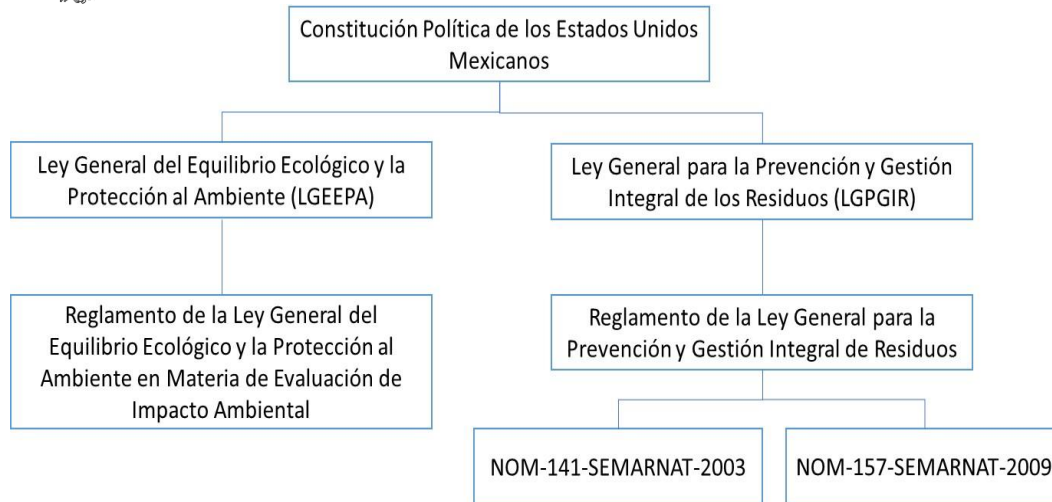 Constitución Política de los Estados Unidos
Mexicanos
Ley General del Equilibrio Ecológico y la
Protección al Ambiente (LGEEPA)
Ley General para la Prevención y Gestión
Integral de los Residuos (LGPGIR)
Reglamento de la Ley General del
Equilibrio Ecológico y la Protección al
Ambiente en Materia de Evaluación de
Impacto Ambiental
Reglamento de la Ley General para la
Prevención y Gestión Integral de Residuos
NOM-141-SEMARNAT-2003
NOM-157-SEMARNAT-2009